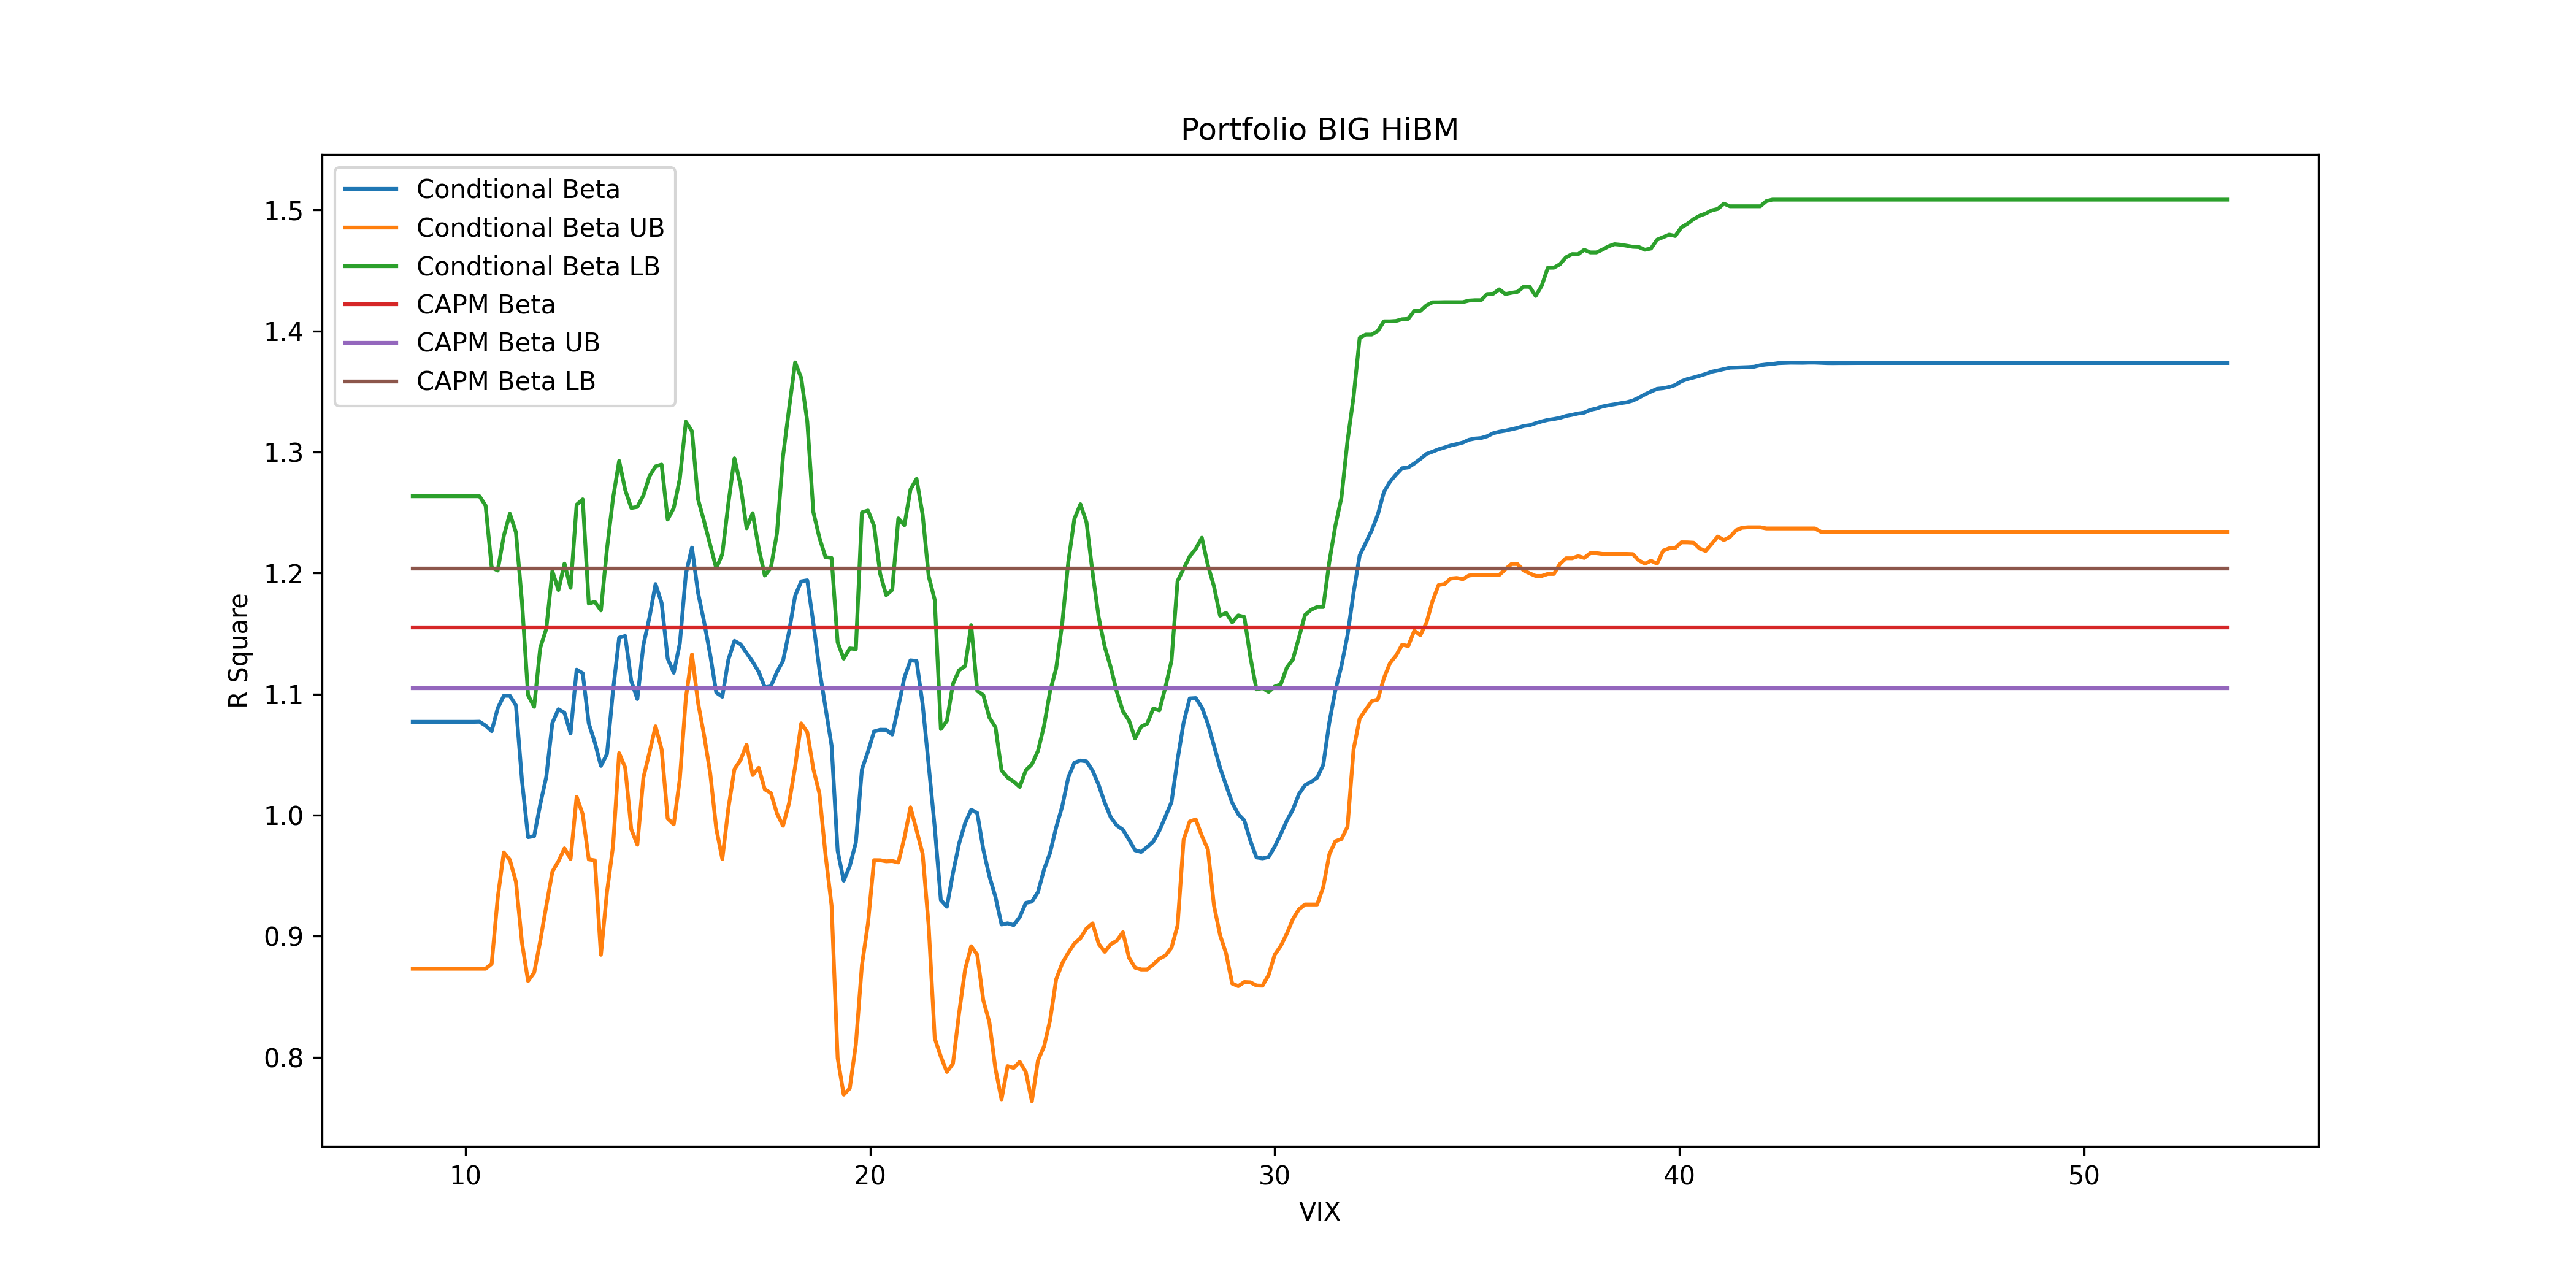 Portfolio BIG HiBM
Condtional Beta
Condtional Beta UB
Condtional Beta LB
CAPM Beta
CAPM Beta UB
CAPM Beta LB
1.5
1.4
1.3
1.2
1.1
1.0
0.9
0.8
R Square
10 20 30 40 50
VIX